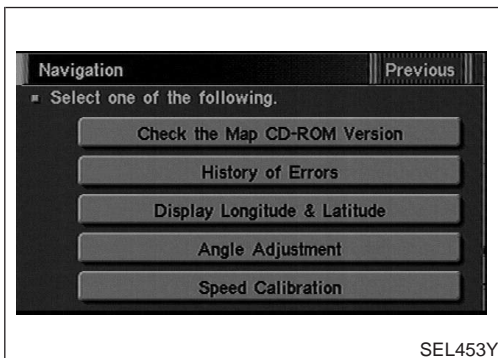 Navigation Previous
Select one of the following.
Check the Map CD-ROM Version
History of Errors
Display Longitude & Latitude
Angle Adjustment
Speed Calibration
SEL453Y